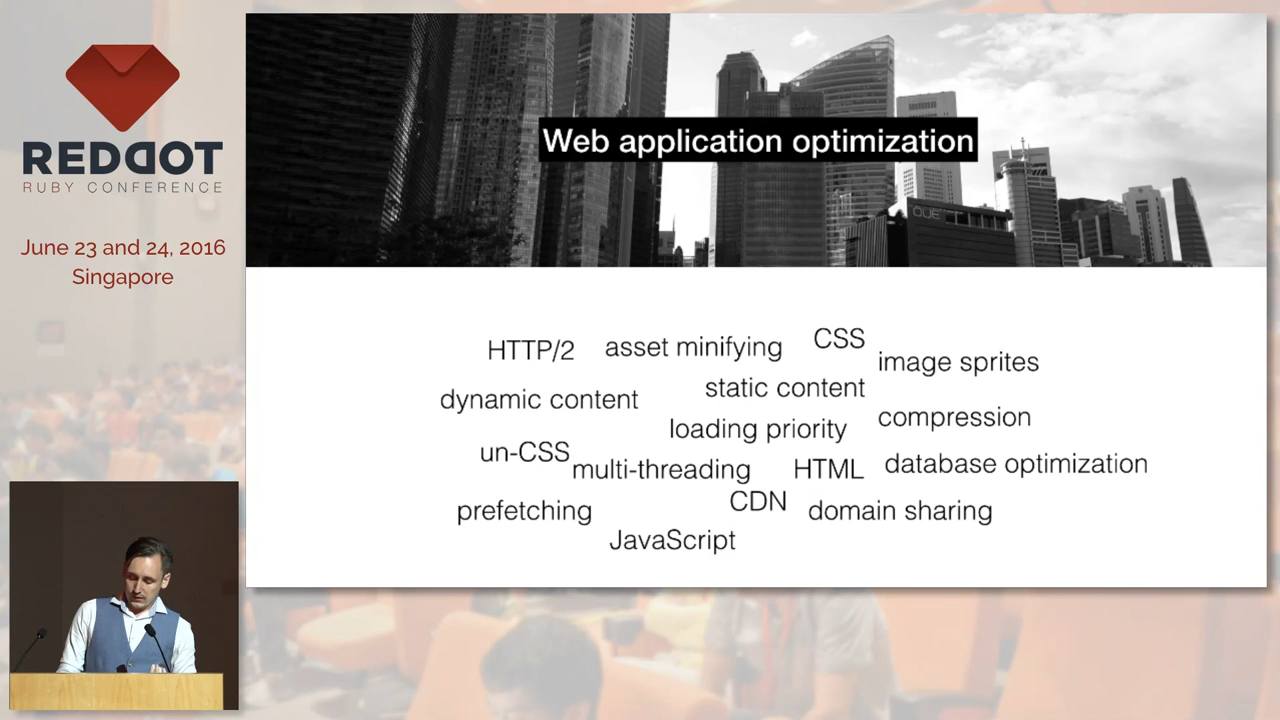 REDDOT
RUBY CONFERENCE
June 23 and 24, 2016
Singapore
Web application optimization
OUE
HTTP/2 asset minifying CSS
image sprites
dynamic content static content
loading priority compression
un-CSS multi-threading HTML database optimization
prefetching CDN domain sharing
JavaScript